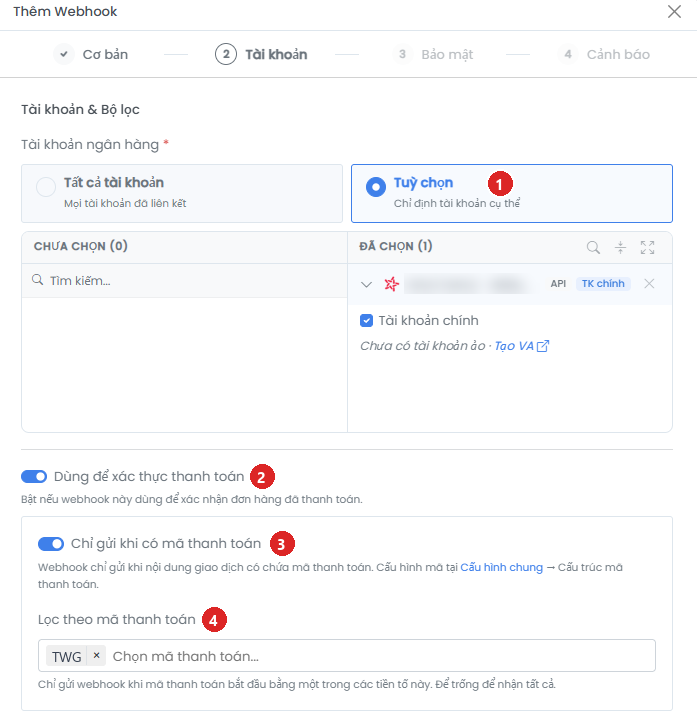 Thêm Webhook
Cơ bản
2 Tài khoản
3 Bảo mật
4 Cảnh báo
Tài khoản & Bộ lọc
Tài khoản ngân hàng *
Tất cả tài khoản
Mọi tài khoản đã liên kết
Tuỳ chọn 1
Chỉ định tài khoản cụ thể
CHƯA CHỌN (0)
ĐÃ CHỌN (1)
Tìm kiếm...
API TK chính
Tài khoản chính
Chưa có tài khoản ảo · Tạo VA
Dùng để xác thực thanh toán 2
Bật nếu webhook này dùng để xác nhận đơn hàng đã thanh toán.
Chỉ gửi khi có mã thanh toán 3
Webhook chỉ gửi khi nội dung giao dịch có chứa mã thanh toán. Cấu hình mã tại Cấu hình chung → Cấu trúc mã
thanh toán.
Lọc theo mã thanh toán 4
TWG × Chọn mã thanh toán...
Chỉ gửi webhook khi mã thanh toán bắt đầu bằng một trong các tiền tố này. Để trống để nhận tất cả.